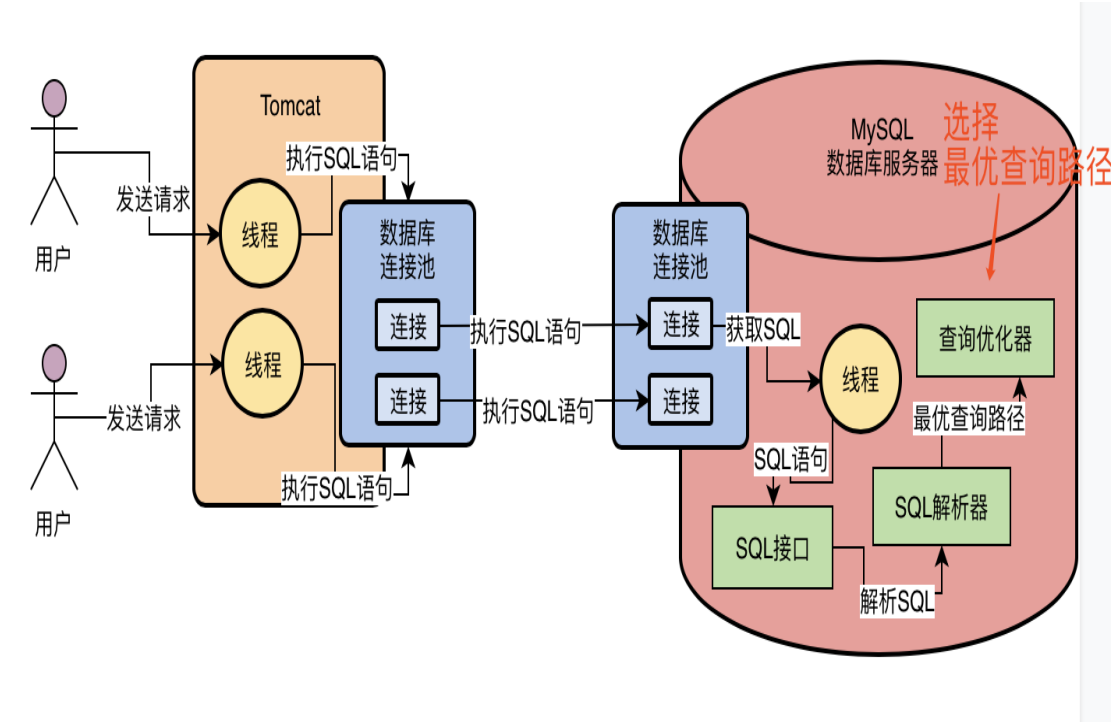 Tomcat
执行SQL语句
发送请求
线程
用户
数据库
连接池
连接
执行SQL语句
连接
执行SQL语句
线程
发送请求
执行SQL语句
用户
MySQL
数据库服务器
选择
最优查询路径
数据库
连接池
连接
获取SQL
连接
线程
查询优化器
最优查询路径
SQL语句
SQL解析器
SQL接口
解析SQL